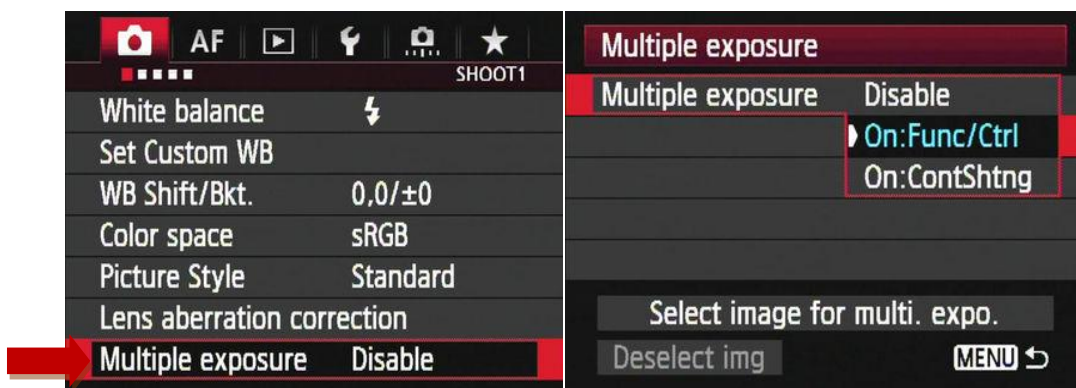 AF
SHOOT1
White balance
Set Custom WB
WB Shift/Bkt. 0,0/±0
Color space sRGB
Picture Style Standard
Lens aberration correction
Multiple exposure Disable
Multiple exposure
Multiple exposure Disable
On:Func/Ctrl
On:ContShtng
Select image for multi. expo.
Deselect img MENU